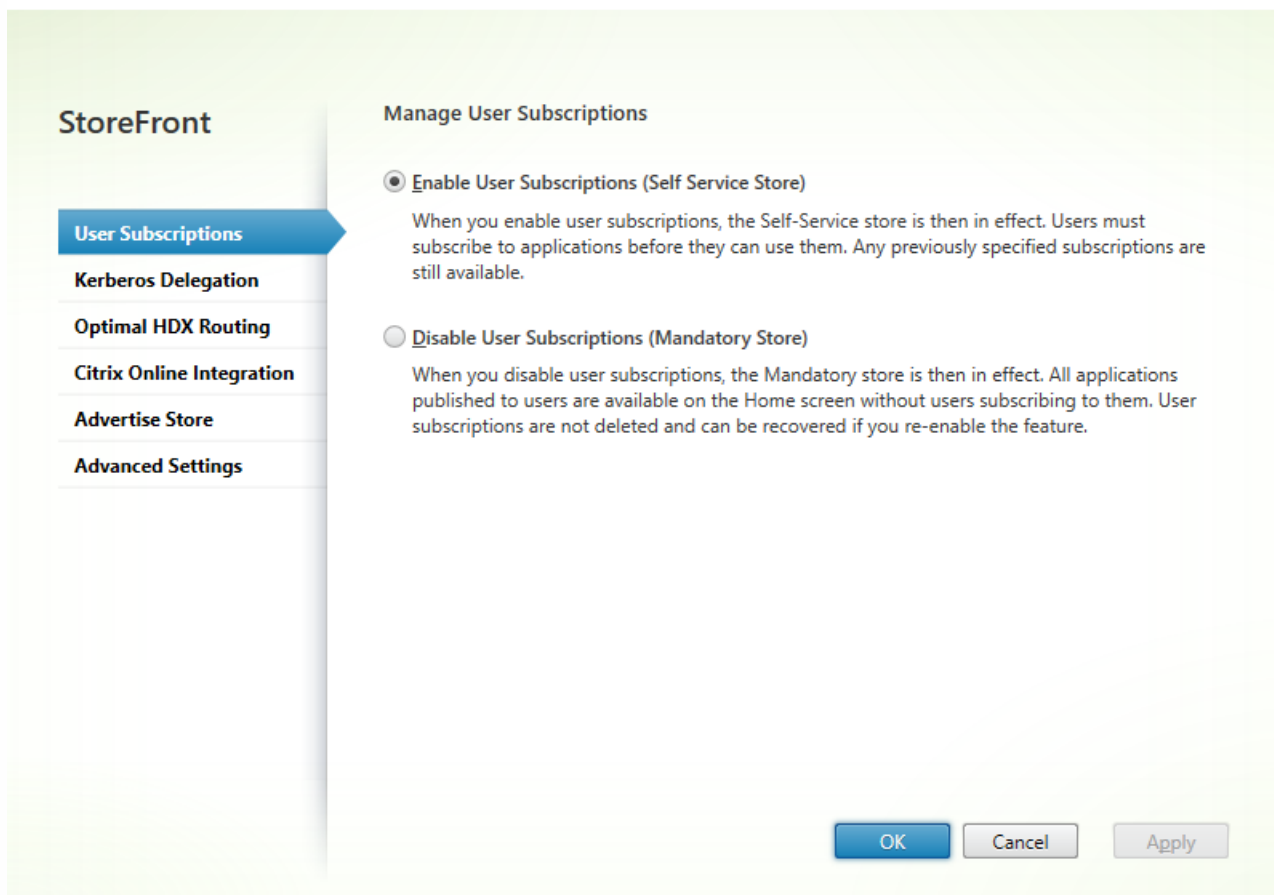 StoreFront
User Subscriptions
Kerberos Delegation
Optimal HDX Routing
Citrix Online Integration
Advertise Store
Advanced Settings
Manage User Subscriptions
Enable User Subscriptions (Self Service Store)
When you enable user subscriptions, the Self-Service store is then in effect. Users must
subscribe to applications before they can use them. Any previously specified subscriptions are
still available.
Disable User Subscriptions (Mandatory Store)
When you disable user subscriptions, the Mandatory store is then in effect. All applications
published to users are available on the Home screen without users subscribing to them. User
subscriptions are not deleted and can be recovered if you re-enable the feature.
OK
Cancel
Apply